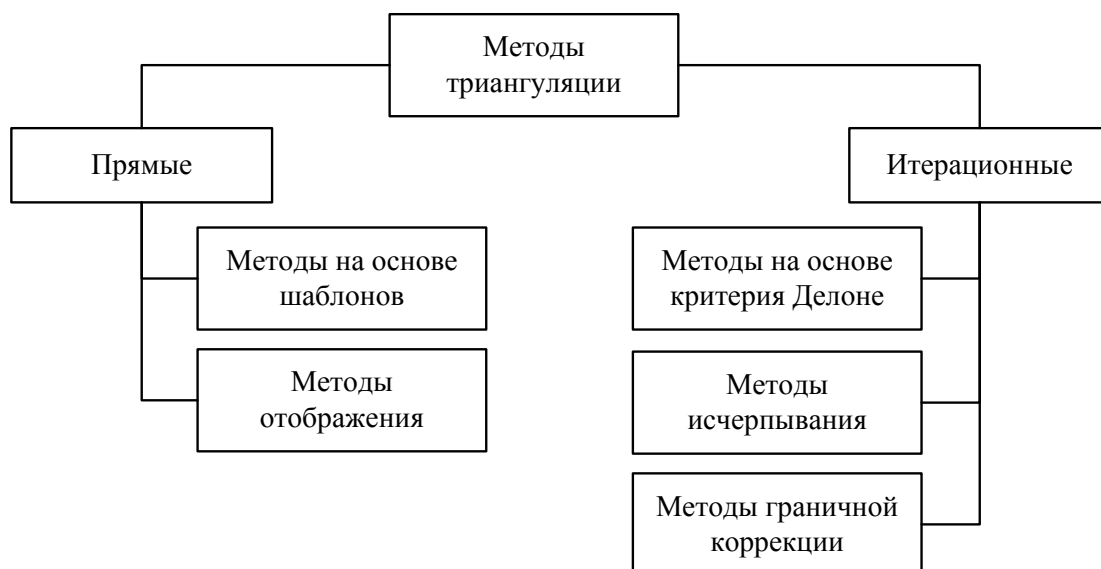 Методы
триангуляции
Прямые
Итерационные
Методы на основе
шаблонов
Методы
отображения
Методы на основе
критерия Делоне
Методы
исчерпывания
Методы граничной
коррекции